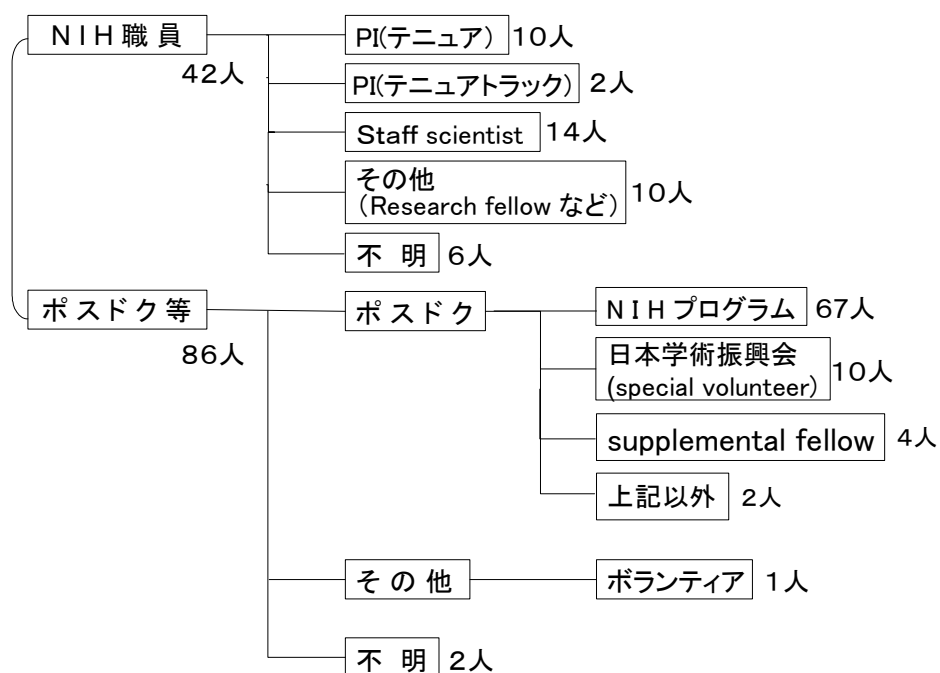 ＮＩＨ職員
42人
PI(テニュア)
10人
PI(テニュアトラック)
2人
Staff scientist
14人
その他
（Research fellow など）
10人
不 明
6人
ポスドク等
86人
ポスドク
ＮＩＨプログラム
67人
日本学術振興会
(special volunteer)
10人
supplemental fellow
4人
上記以外
2人
その他
ボランティア
1人
不 明
2人